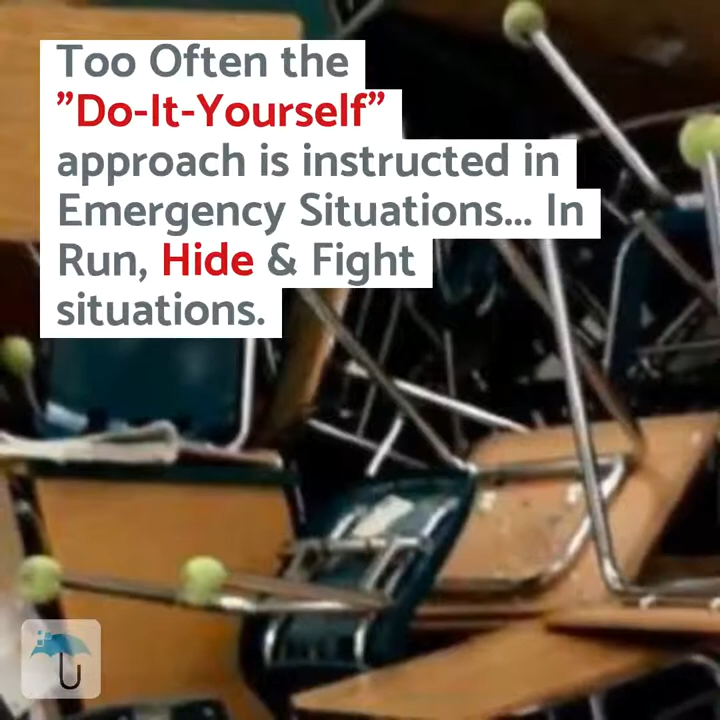 Too Often the
”Do-It-Yourself”
approach is instructed in
Emergency Situations... In
Run, Hide & Fight
situations.